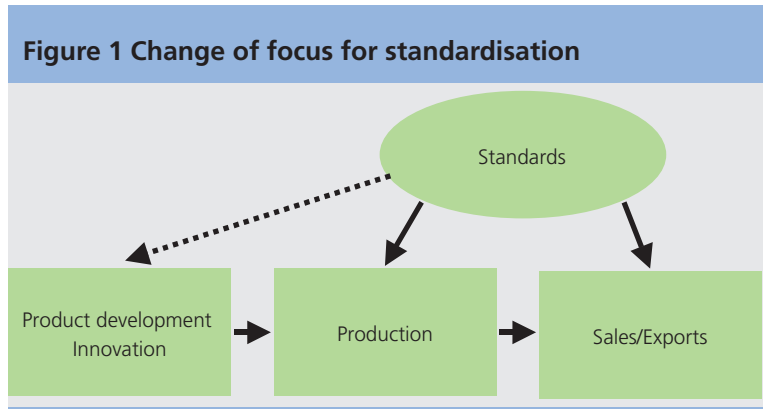 Figure 1 Change of focus for standardisation
Standards
Product development
Innovation
Production
Sales/Exports